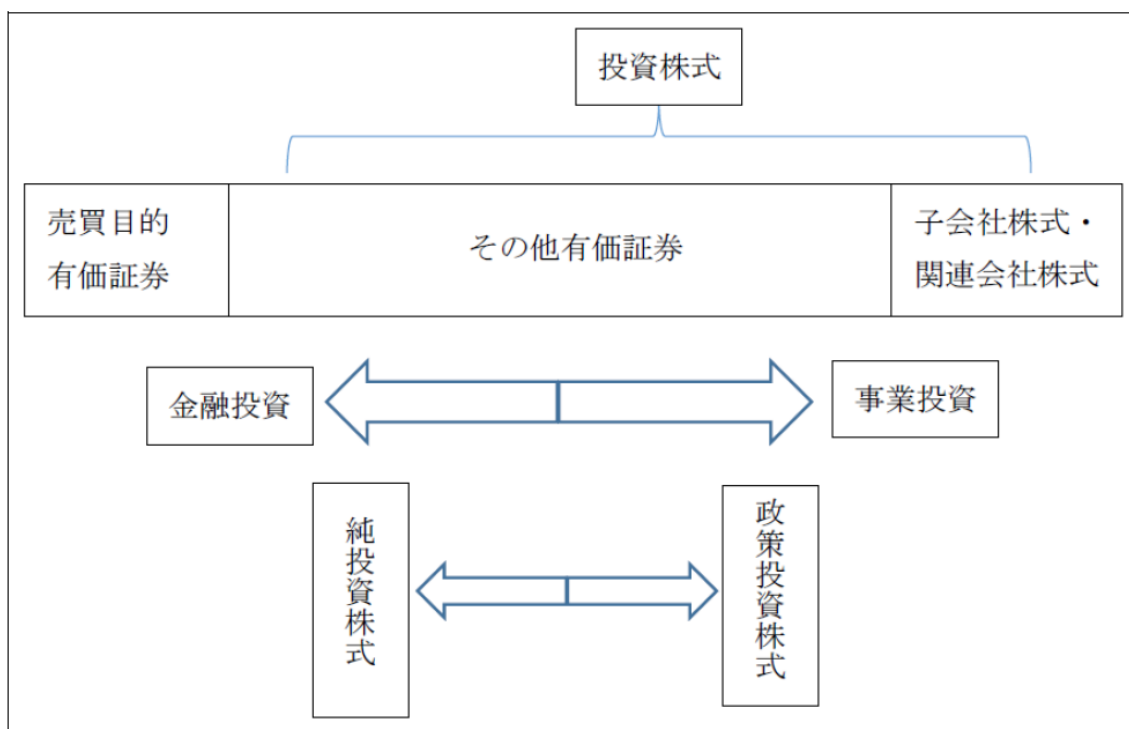 投資株式
売買目的
有価証券
その他有価証券
子会社株式・
関連会社株式
金融投資
事業投資
純投資株式
政策投資株式